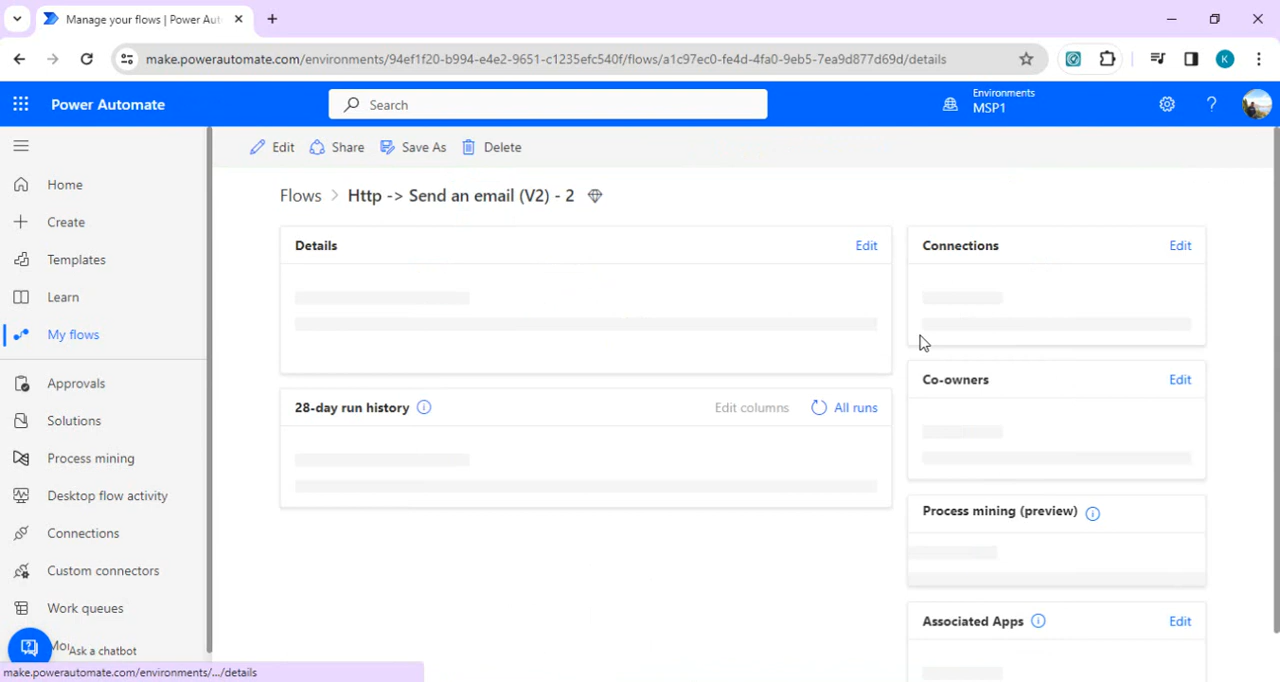 Manage your flows | Power Aut
make.powerautomate.com/environments/94ef1f20-b994-e4e2-9651-c1235efc540f/flows/a1c97ec0-fe4d-4fa0-9eb5-7ea9d877d69d/details
K
Power Automate
Search
Environments
MSP1
Edit
Share
Save As
Delete
Home
Create
Templates
Learn
My flows
Approvals
Solutions
Process mining
Desktop flow activity
Connections
Custom connectors
Work queues
Ask a chatbot
Flows > Http -> Send an email (V2) - 2
Details
Edit
28-day run history
Edit columns
All runs
Connections
Edit
Co-owners
Edit
Process mining (preview)
Associated Apps
Edit
make.powerautomate.com/environments/.../details